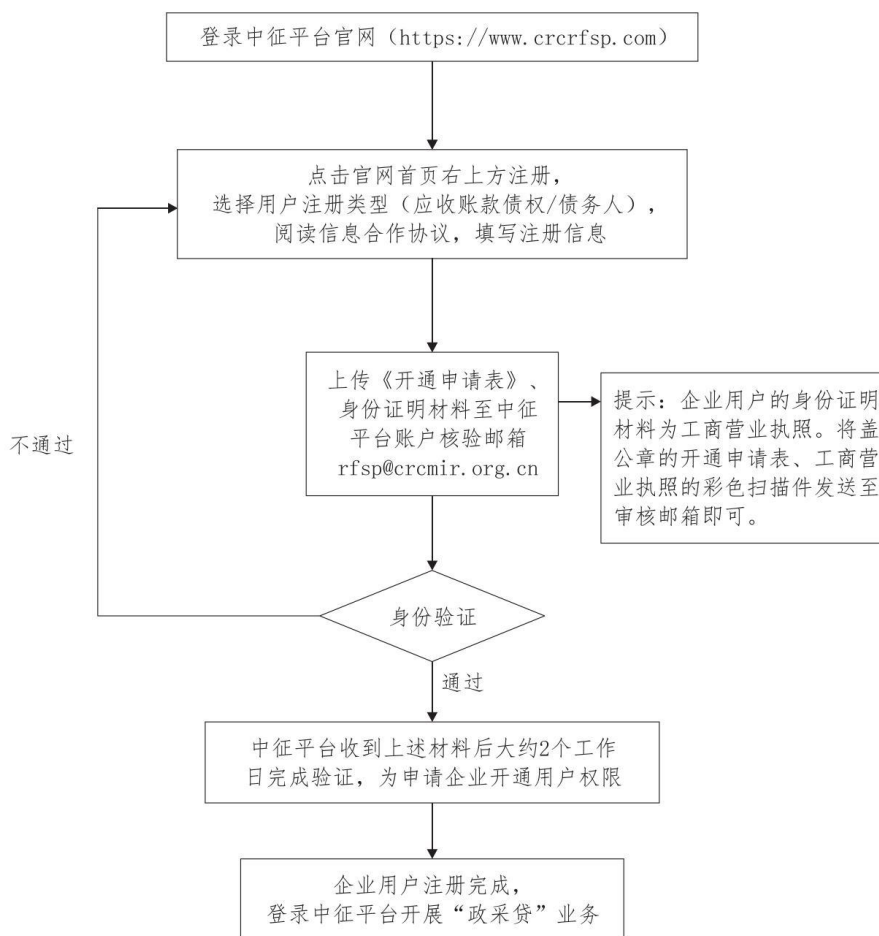 登录中征平台官网（https://www.crcrfsp.com）
点击官网首页右上方注册，
选择用户注册类型（应收账款债权/债务人），
阅读信息合作协议，填写注册信息
上传《开通申请表》、
身份证明材料至中征
平台账户核验邮箱
rfsp@crcmir.org.cn
提示：企业用户的身份证明
材料为工商营业执照。将盖
公章的开通申请表、工商营
业执照的彩色扫描件发送至
审核邮箱即可。
不通过
身份验证
通过
中征平台收到上述材料后大约2个工作
日完成验证，为申请企业开通用户权限
企业用户注册完成，
登录中征平台开展“政采贷”业务